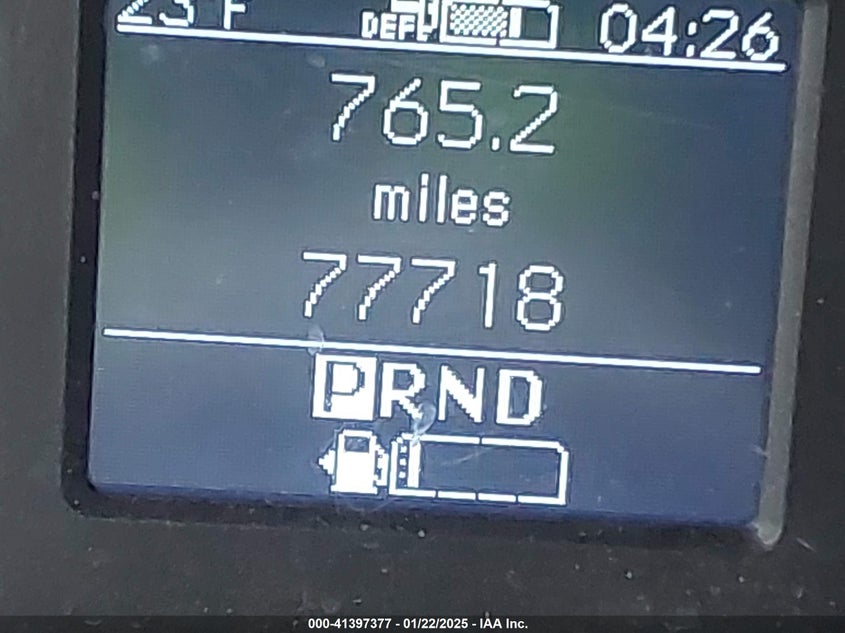 23°F DEF 04:26
765.2
miles
77718
PRND
000-41397377 - 01/22/2025 - IAA Inc.